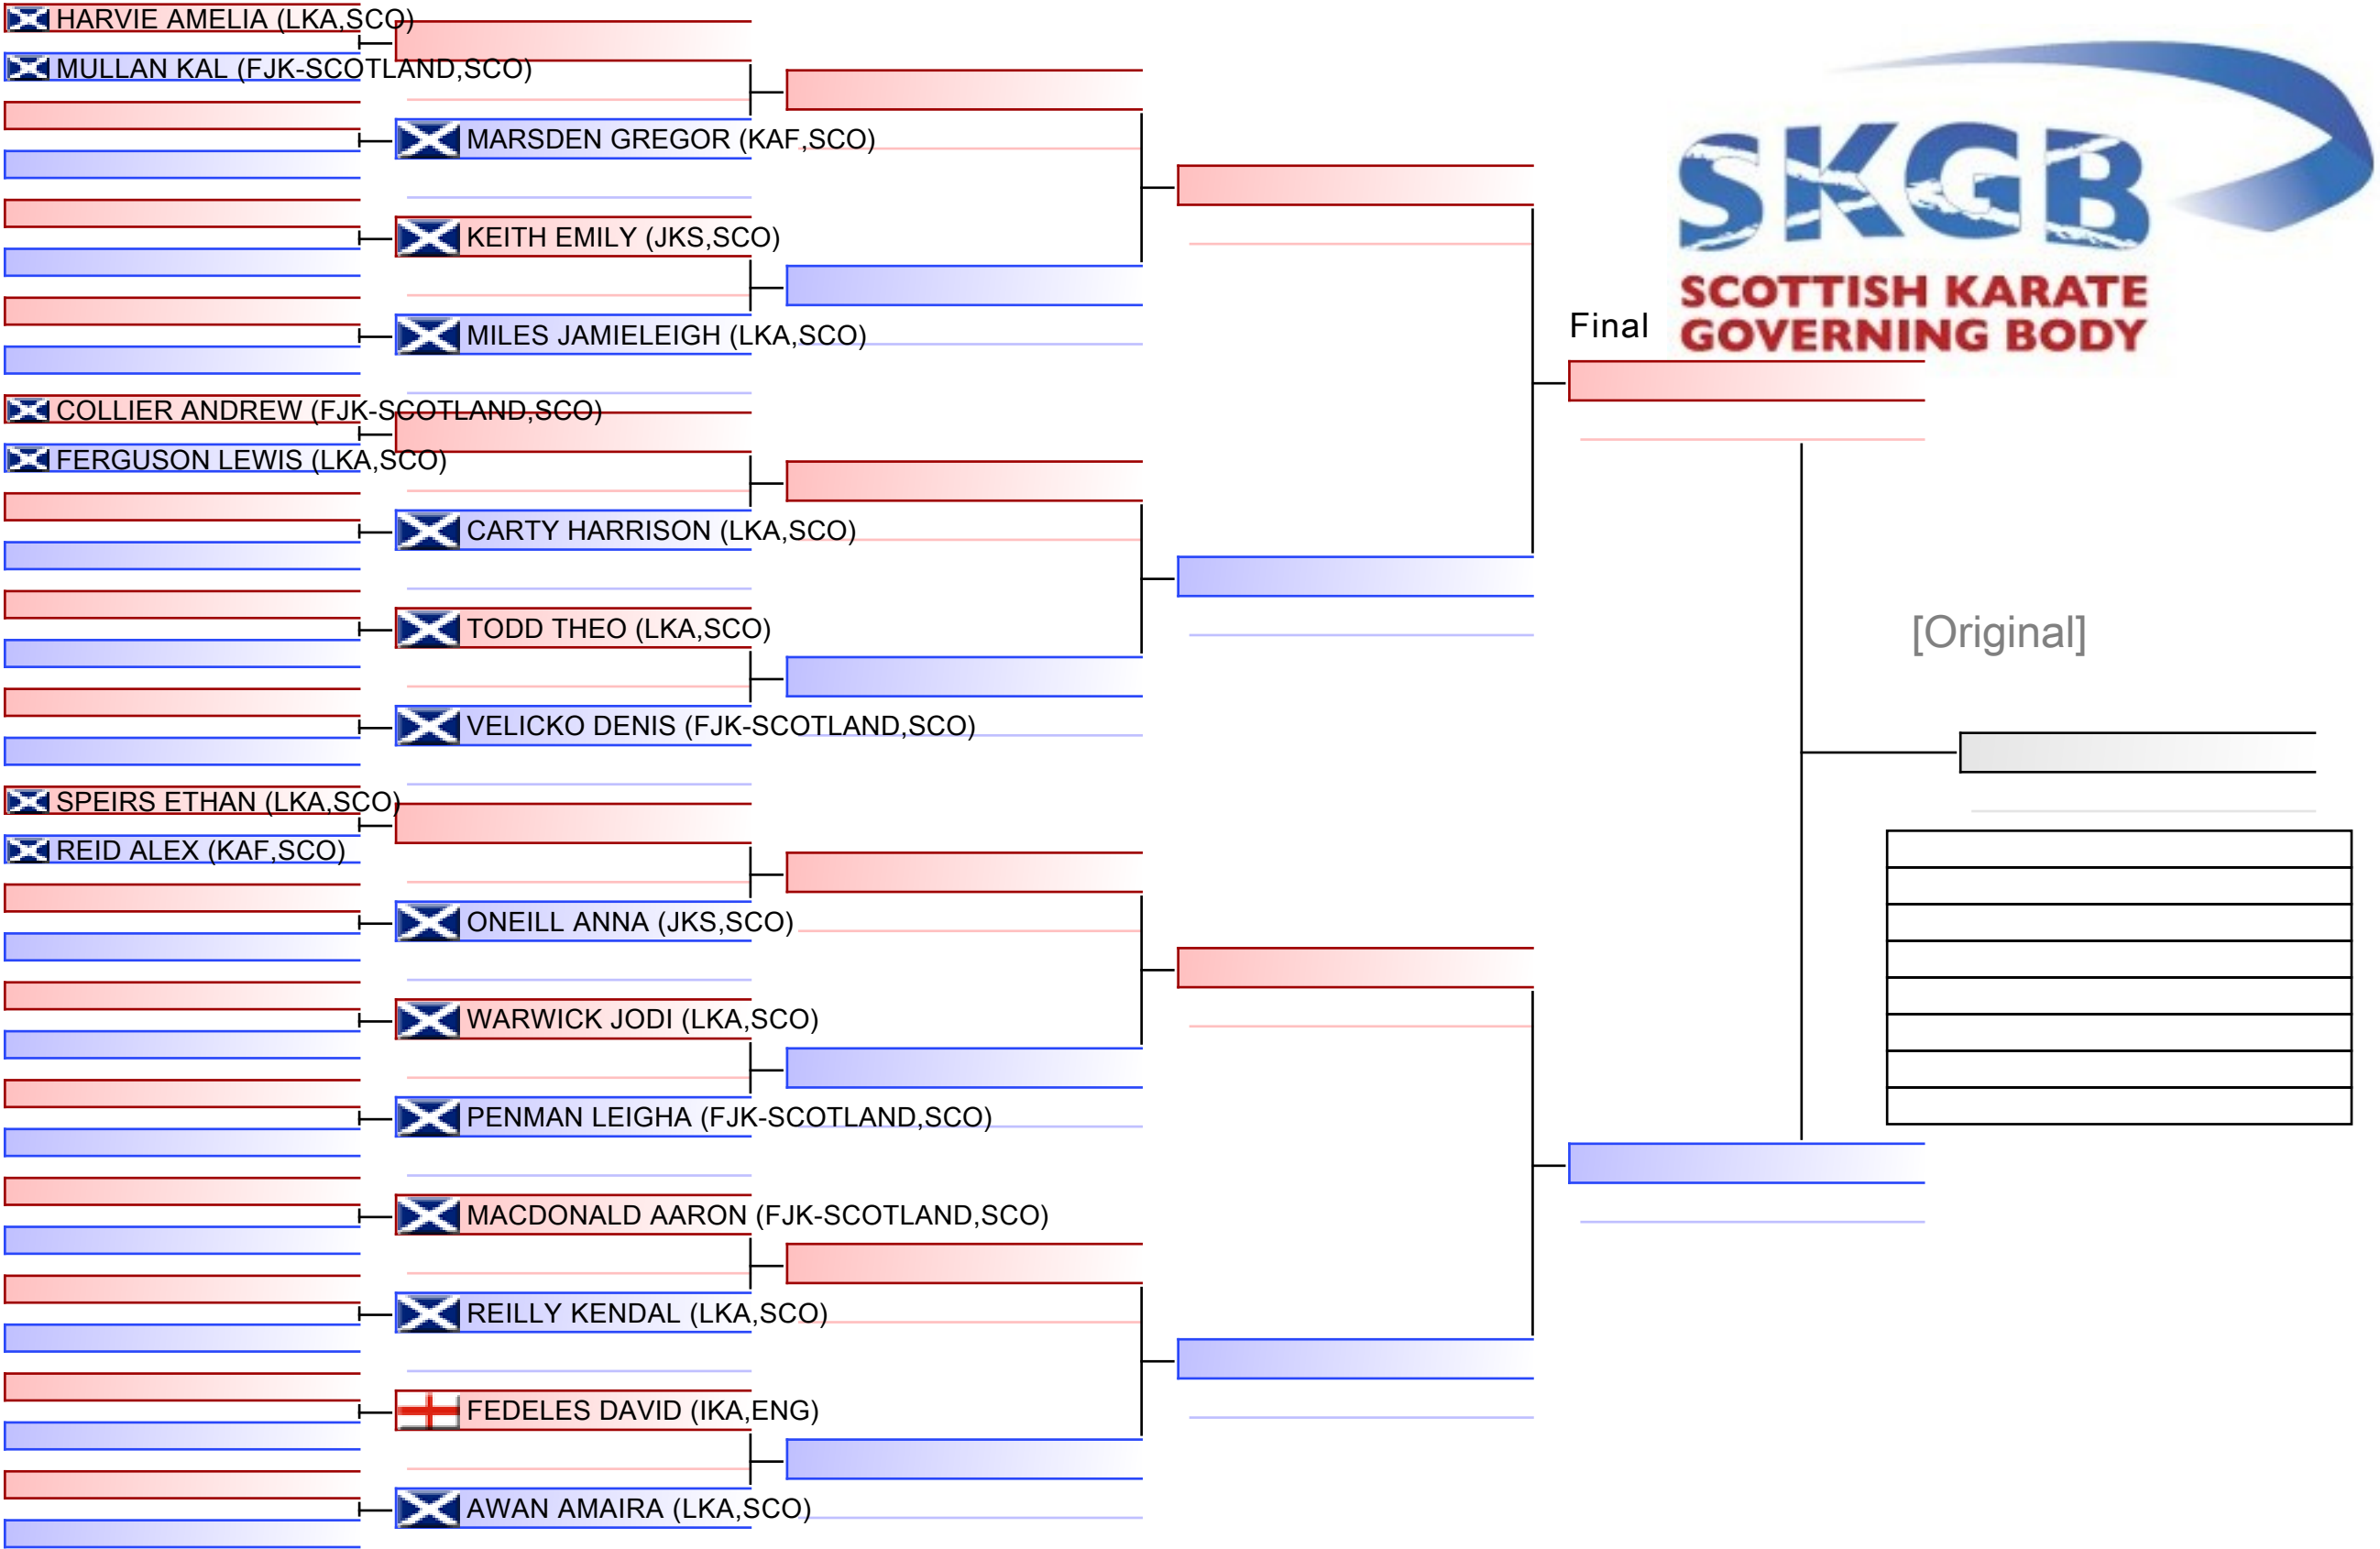 HARVIE AMELIA (LKA,SCO)
MULLAN KAL (FJK-SCOTLAND,SCO)
MARSDEN GREGOR (KAF,SCO)
KEITH EMILY (JKS,SCO)
MILES JAMIELEIGH (LKA,SCO)
COLLIER ANDREW (FJK-SCOTLAND,SCO)
FERGUSON LEWIS (LKA,SCO)
CARTY HARRISON (LKA,SCO)
TODD THEO (LKA,SCO)
VELICKO DENIS (FJK-SCOTLAND,SCO)
SPEIRS ETHAN (LKA,SCO)
REID ALEX (KAF,SCO)
ONEILL ANNA (JKS,SCO)
WARWICK JODI (LKA,SCO)
PENMAN LEIGHA (FJK-SCOTLAND,SCO)
MACDONALD AARON (FJK-SCOTLAND,SCO)
REILLY KENDAL (LKA,SCO)
FEDELES DAVID (IKA,ENG)
AWAN AMAIRA (LKA,SCO)
SKGB
SCOTTISH KARATE
GOVERNING BODY
Final
[Original]